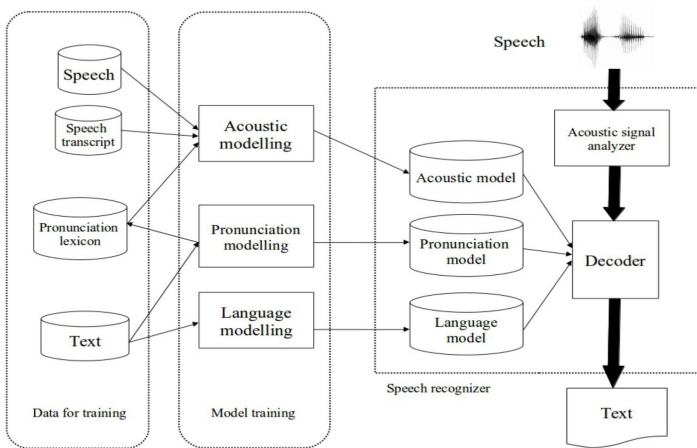 Speech
Speech
transcript
Pronunciation
lexicon
Text
Data for training
Acoustic
modelling
Pronunciation
modelling
Language
modelling
Model training
Speech
Acoustic signal
analyzer
Acoustic model
Pronunciation
model
Language
model
Decoder
Speech recognizer
Text